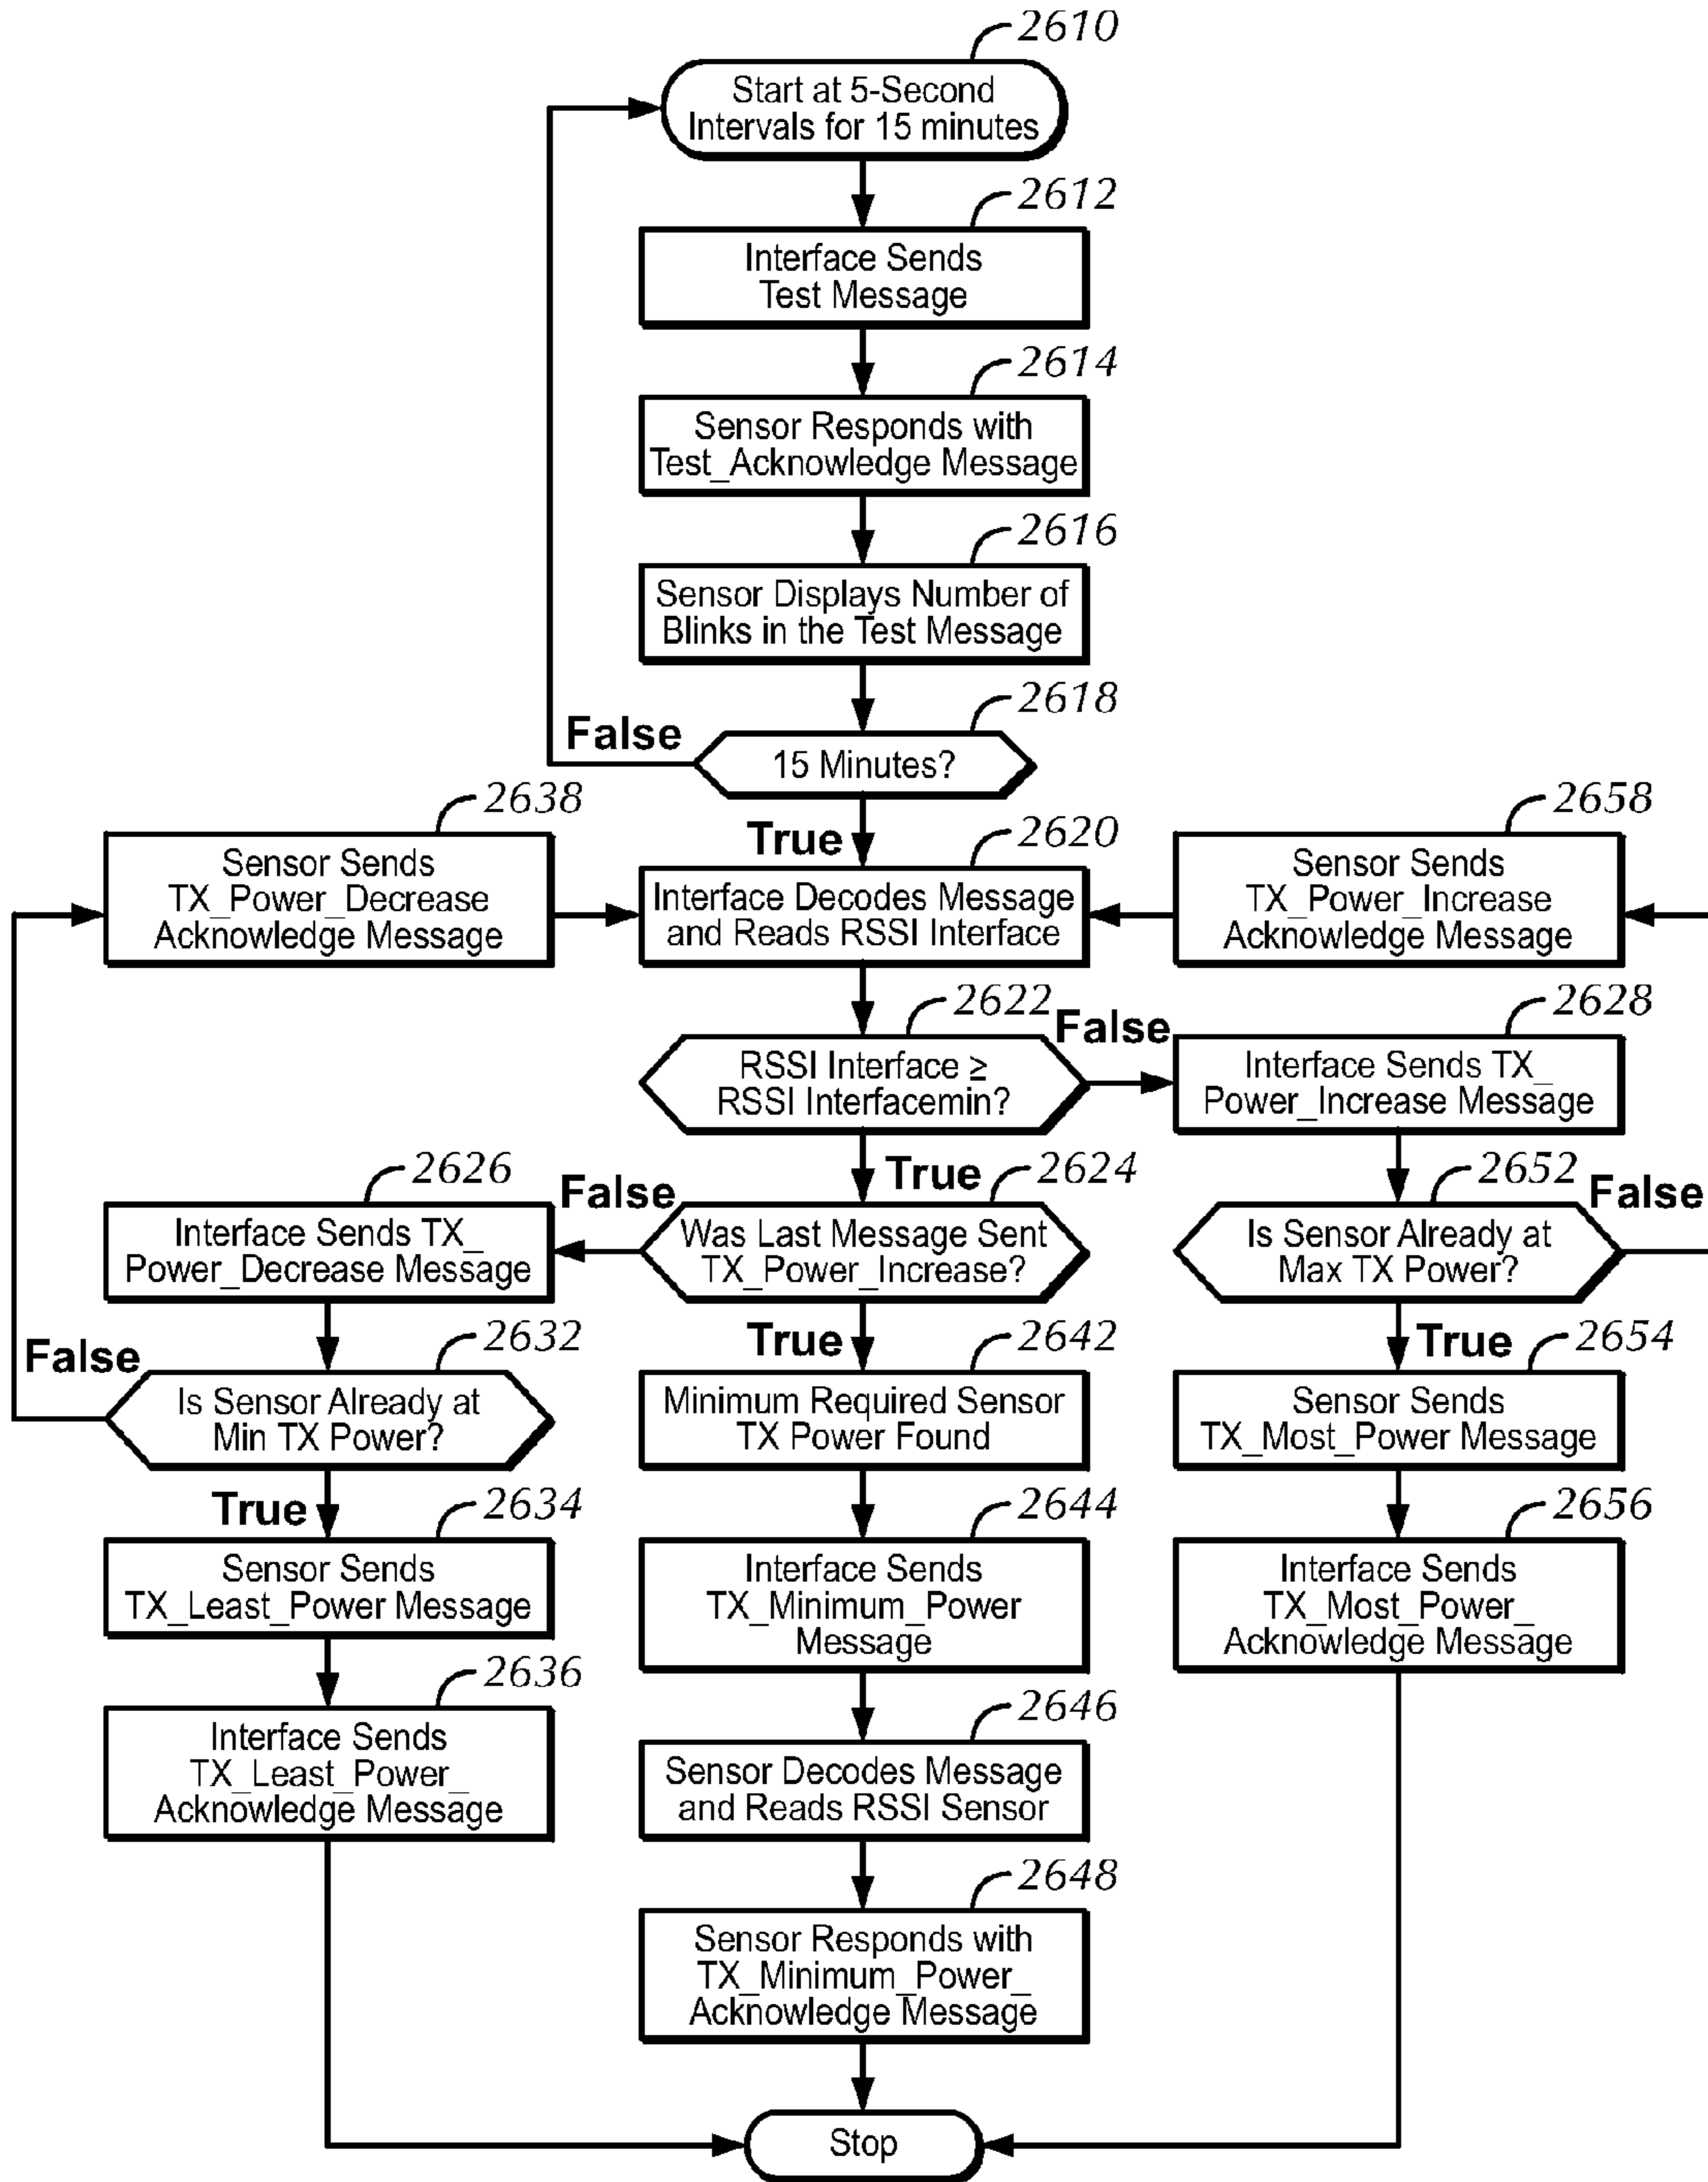 2610
Start at 5-Second
Intervals for 15 minutes
2612
Interface Sends
Test Message
2614
Sensor Responds with
Test_Acknowledge Message
2616
Sensor Displays Number of
Blinks in the Test Message
2618
False
15 Minutes?
True
2638
Sensor Sends
TX_Power_Decrease
Acknowledge Message
2620
Interface Decodes Message
and Reads RSSI Interface
2658
Sensor Sends
TX_Power_Increase
Acknowledge Message
2622
RSSI Interface ≥
RSSI Interfacemin?
False
2628
Interface Sends TX_
Power_Increase Message
True
2626
Interface Sends TX_
Power_Decrease Message
False
2624
Was Last Message Sent
TX_Power_Increase?
2652
Is Sensor Already at
Max TX Power?
False
2632
False
Is Sensor Already at
Min TX Power?
True
2642
Minimum Required Sensor
TX Power Found
True
2654
Sensor Sends
TX_Most_Power Message
True
2634
Sensor Sends
TX_Least_Power Message
2644
Interface Sends
TX_Minimum_Power
Message
2656
Interface Sends
TX_Most_Power_
Acknowledge Message
2636
Interface Sends
TX_Least_Power_
Acknowledge Message
2646
Sensor Decodes Message
and Reads RSSI Sensor
2648
Sensor Responds with
TX_Minimum_Power_
Acknowledge Message
Stop